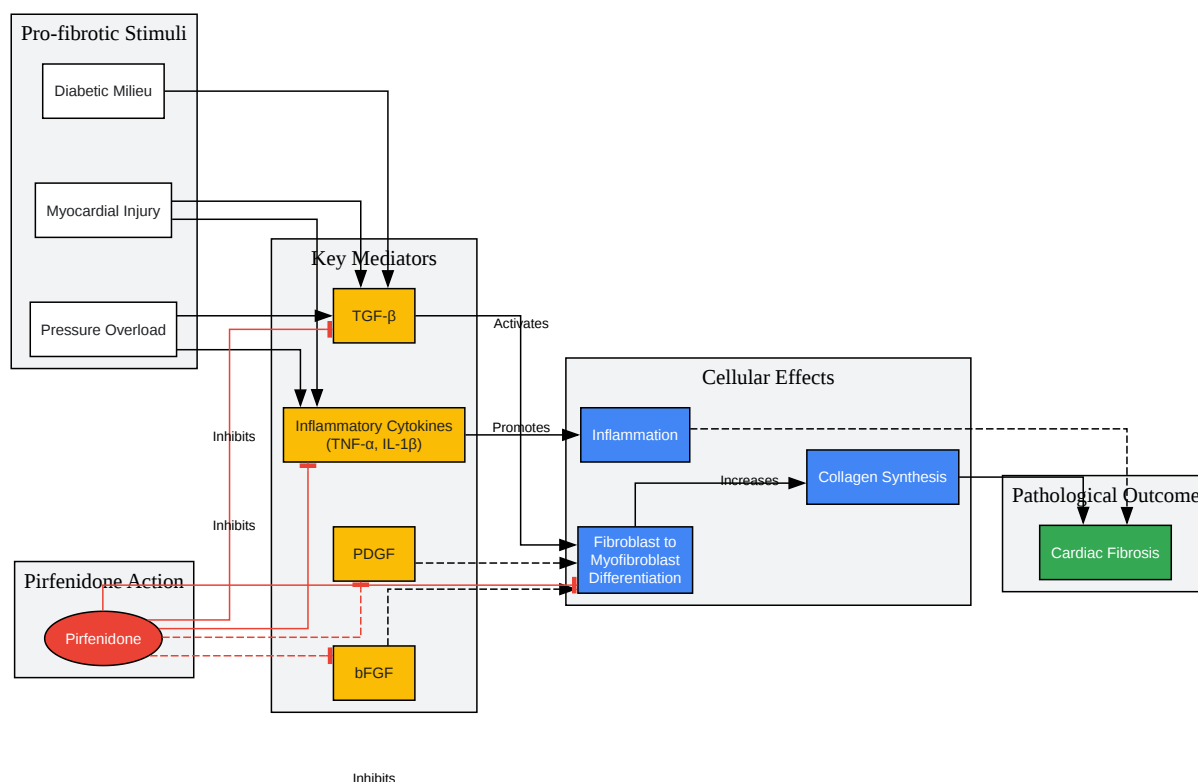 Pro-fibrotic Stimuli
Diabetic Milieu
Myocardial Injury
Pressure Overload
Key Mediators
TGF-β
Inflammatory Cytokines
(TNF-α, IL-1β)
PDGF
bFGF
Activates
Promotes
Cellular Effects
Inflammation
Increases
Collagen Synthesis
Fibroblast to
Myofibroblast
Differentiation
Pathological Outcome
Cardiac Fibrosis
Inhibits
Inhibits
Pirfenidone Action
Pirfenidone
Inhibits